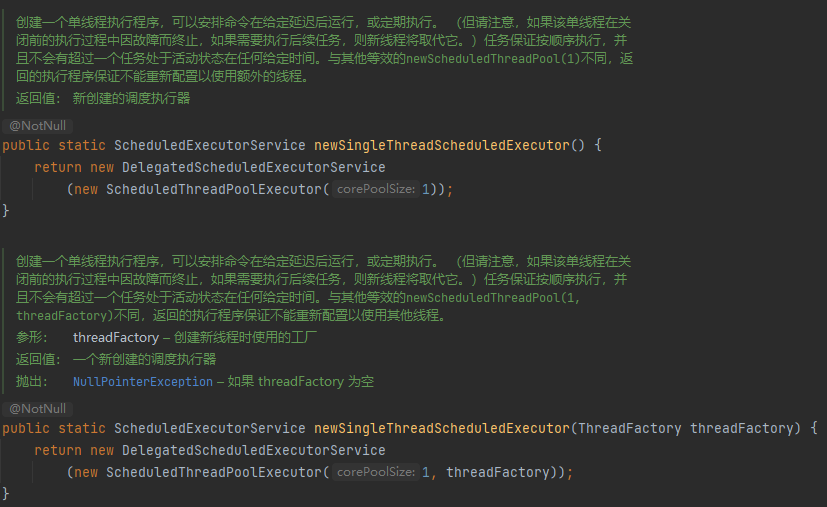 创建一个单线程执行程序，可以安排命令在给定延迟后运行，或定期执行。 （但请注意，如果该单线程在关
闭前的执行过程中因故障而终止，如果需要执行后续任务，则新线程将取代它。）任务保证按顺序执行，并
且不会有超过一个任务处于活动状态在任何给定时间。与其他等效的newScheduledThreadPool(1)不同，返
回的执行程序保证不能重新配置以使用额外的线程。
返回值： 新创建的调度执行器
@NotNull
public static ScheduledExecutorService newSingleThreadScheduledExecutor() {
    return new DelegatedScheduledExecutorService
        (new ScheduledThreadPoolExecutor( corePoolSize: 1));
}
创建一个单线程执行程序，可以安排命令在给定延迟后运行，或定期执行。 （但请注意，如果该单线程在关
闭前的执行过程中因故障而终止，如果需要执行后续任务，则新线程将取代它。）任务保证按顺序执行，并
且不会有超过一个任务处于活动状态在任何给定时间。与其他等效的newScheduledThreadPool(1,
threadFactory)不同，返回的执行程序保证不能重新配置以使用其他线程。
参形： threadFactory – 创建新线程时使用的工厂
返回值： 一个新创建的调度执行器
抛出： NullPointerException – 如果 threadFactory 为空
@NotNull
public static ScheduledExecutorService newSingleThreadScheduledExecutor(ThreadFactory threadFactory) {
    return new DelegatedScheduledExecutorService
        (new ScheduledThreadPoolExecutor( corePoolSize: 1, threadFactory));
}